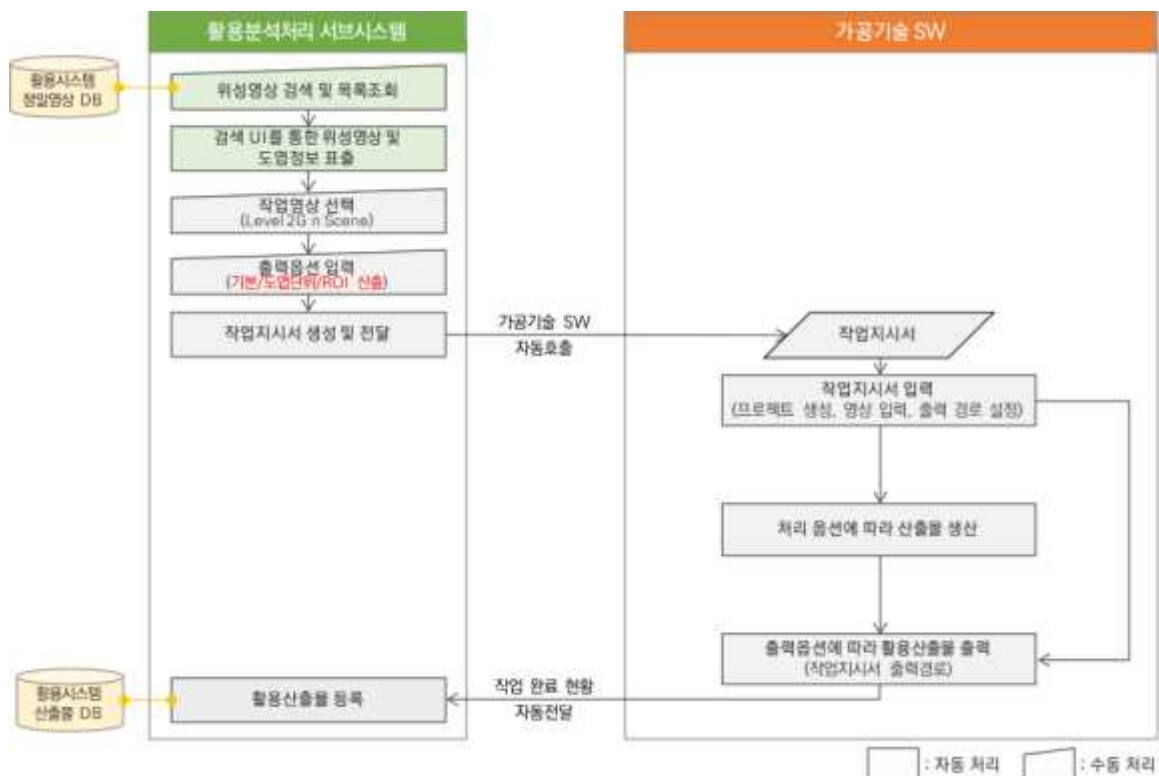 활용분석처리 서브시스템
가공기술 SW
활용시스템
정밀영상 DB
위성영상 검색 및 목록조회
검색 UI를 통한 위성영상 및
도엽정보 표출
작업영상 선택
(Level 2G n Scene)
출력옵션 입력
(기본/도엽단위/ROI 산출)
작업지시서 생성 및 전달
가공기술 SW
자동호출
작업지시서
작업지시서 입력
(프로젝트 생성, 영상 입력, 출력 경로 설정)
처리 옵션에 따라 산출물 생산
출력옵션에 따라 활용산출물 출력
(작업지시서 출력경로)
작업 완료 현황
자동전달
활용산출물 등록
활용시스템
산출물 DB
: 자동 처리
: 수동 처리